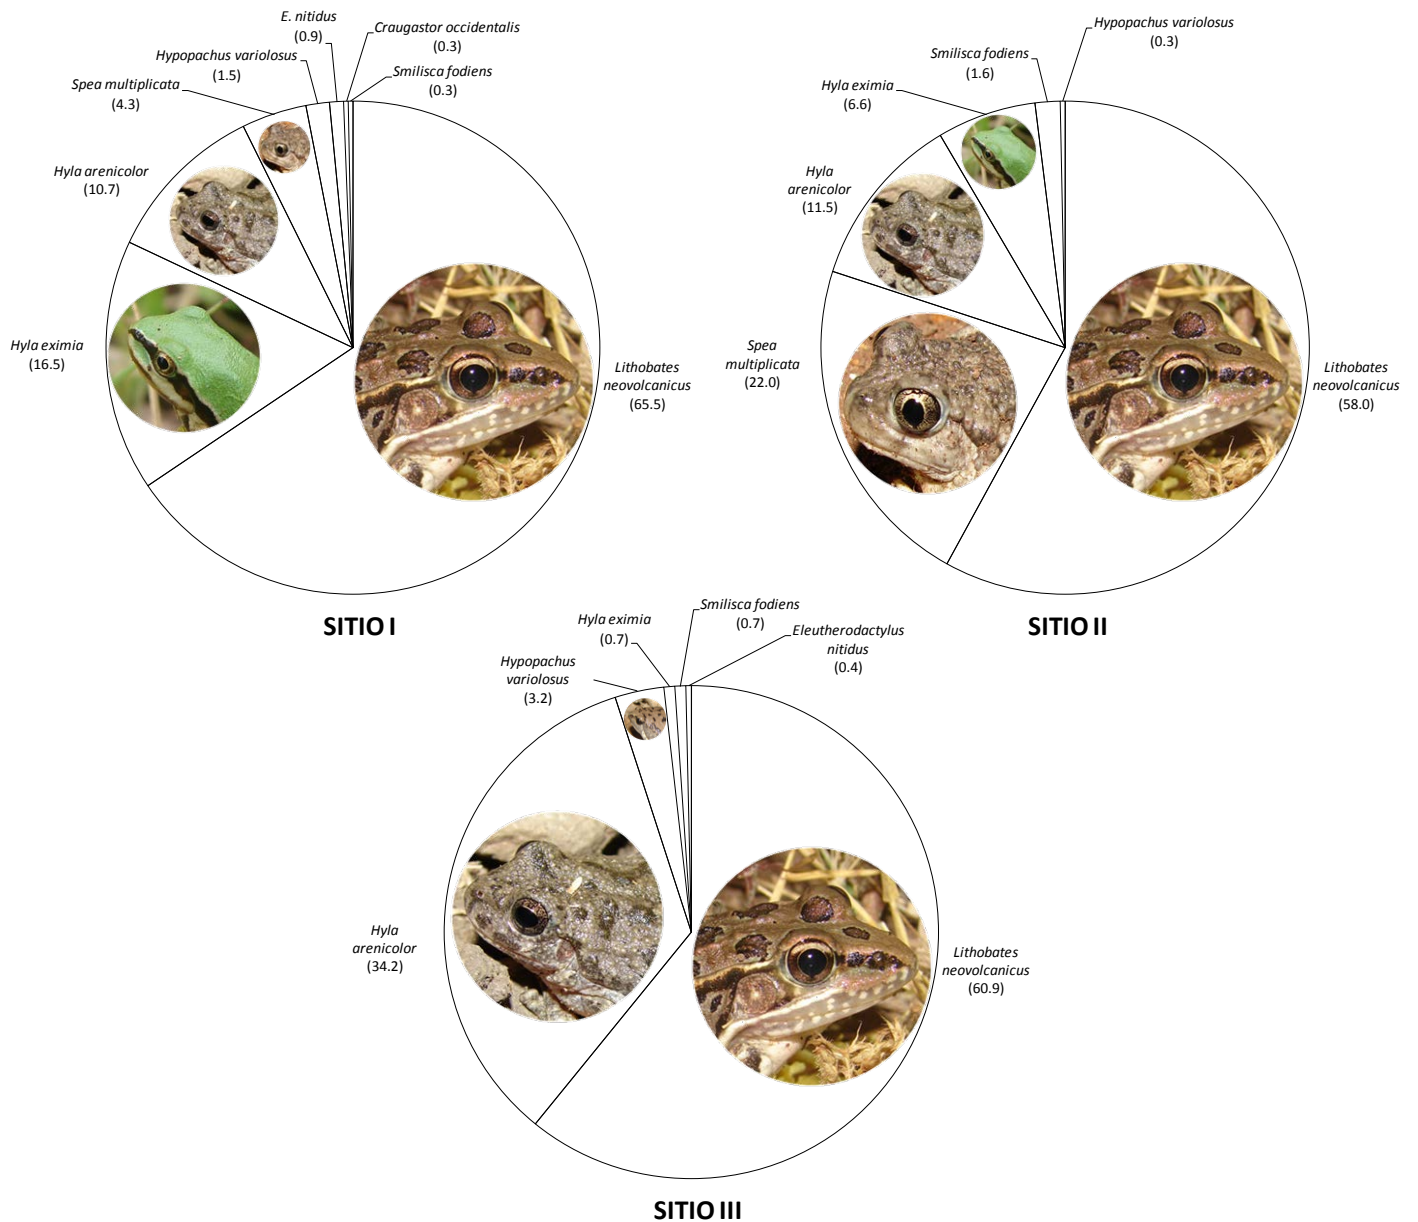 E. nitidus
(0.9)
Craugastor occidentalis
(0.3)
Hypopachus variolosus
(1.5)
Smilisca fodiens
(0.3)
Spea multiplicata
(4.3)
Hyla arenicolor
(10.7)
Hyla eximia
(16.5)
Lithobates
neovolcanicus
(65.5)
SITIO I
Hypopachus variolosus
(0.3)
Smilisca fodiens
(1.6)
Hyla eximia
(6.6)
Hyla
arenicolor
(11.5)
Spea
multiplicata
(22.0)
Lithobates
neovolcanicus
(58.0)
SITIO II
Smilisca fodiens
(0.7)
Hyla eximia
(0.7)
Eleutherodactylus
nitidus
(0.4)
Hypopachus
variolosus
(3.2)
Hyla
arenicolor
(34.2)
Lithobates
neovolcanicus
(60.9)
SITIO III